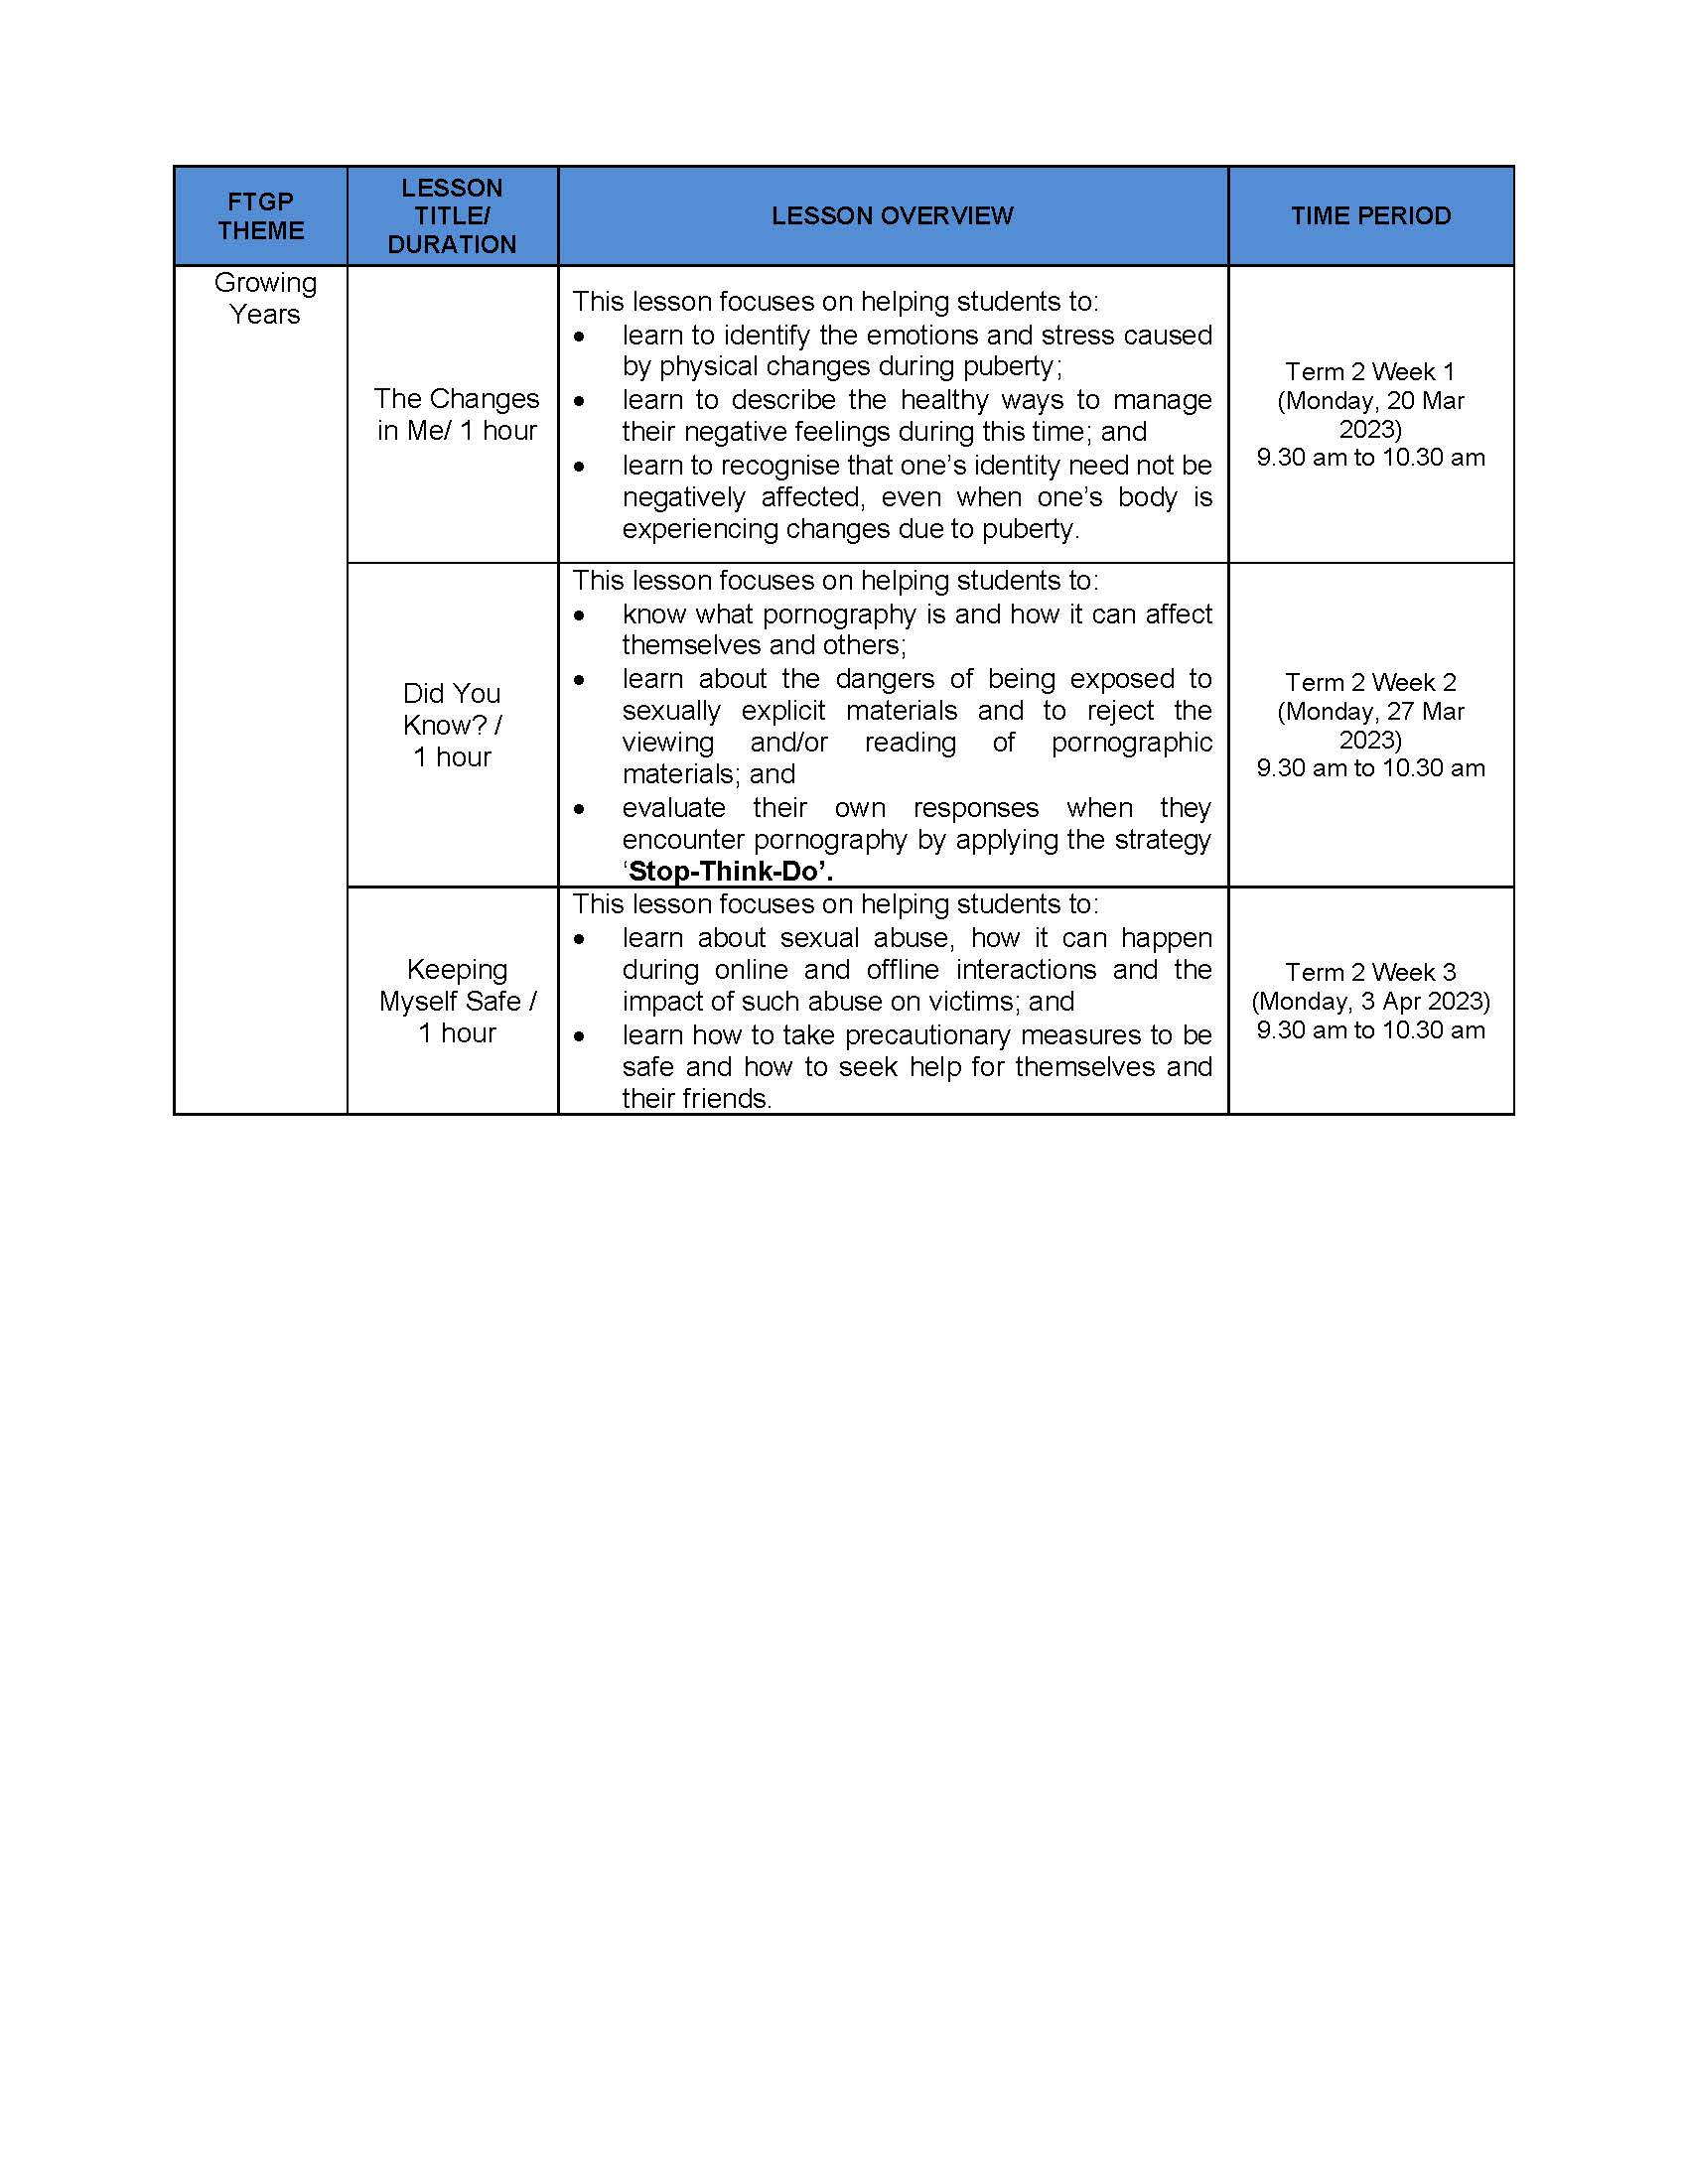 FTGP
THEME
LESSON
TITLE/
DURATION
LESSON OVERVIEW
TIME PERIOD
Growing
Years
The Changes
in Me/ 1 hour
This lesson focuses on helping students to:
• learn to identify the emotions and stress caused
by physical changes during puberty;
• learn to describe the healthy ways to manage
their negative feelings during this time; and
• learn to recognise that one’s identity need not be
negatively affected, even when one’s body is
experiencing changes due to puberty.
Term 2 Week 1
(Monday, 20 Mar
2023)
9.30 am to 10.30 am
Did You
Know? /
1 hour
This lesson focuses on helping students to:
• know what pornography is and how it can affect
themselves and others;
• learn about the dangers of being exposed to
sexually explicit materials and to reject the
viewing and/or reading of pornographic
materials; and
• evaluate their own responses when they
encounter pornography by applying the strategy
‘Stop-Think-Do’.
Term 2 Week 2
(Monday, 27 Mar
2023)
9.30 am to 10.30 am
Keeping
Myself Safe /
1 hour
This lesson focuses on helping students to:
• learn about sexual abuse, how it can happen
during online and offline interactions and the
impact of such abuse on victims; and
• learn how to take precautionary measures to be
safe and how to seek help for themselves and
their friends.
Term 2 Week 3
(Monday, 3 Apr 2023)
9.30 am to 10.30 am